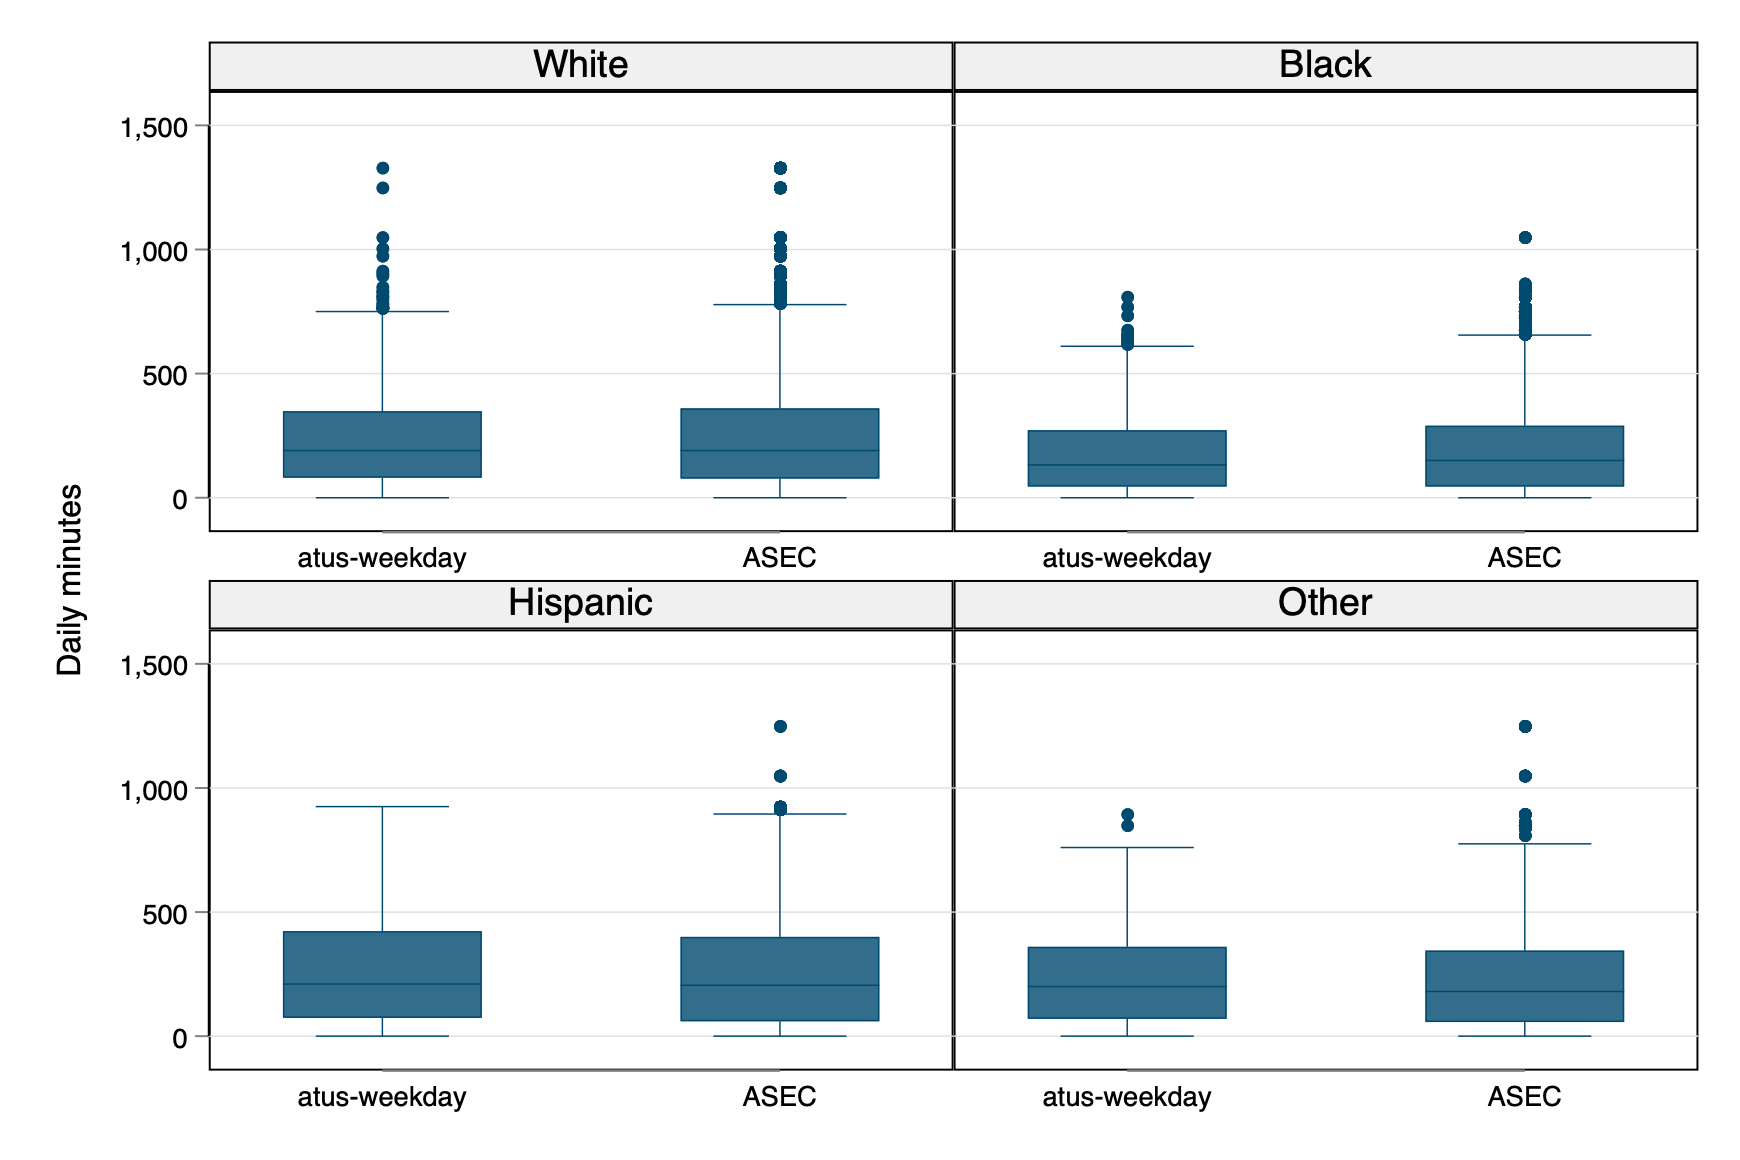 White
Black
1,500
1,000
500
0
atus-weekday
ASEC
atus-weekday
ASEC
Daily minutes
Hispanic
Other
1,500
1,000
500
0
atus-weekday
ASEC
atus-weekday
ASEC